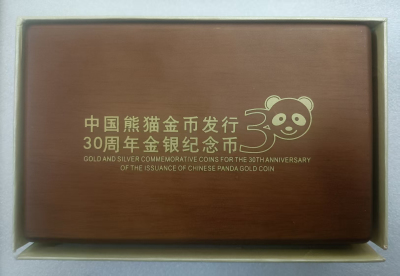 中国熊猫金币发行
30周年金银纪念币
30
GOLD AND SILVER COMMEMORATIVE COINS FOR THE 30TH ANNIVERSARY
OF THE ISSUANCE OF CHINESE PANDA GOLD COIN